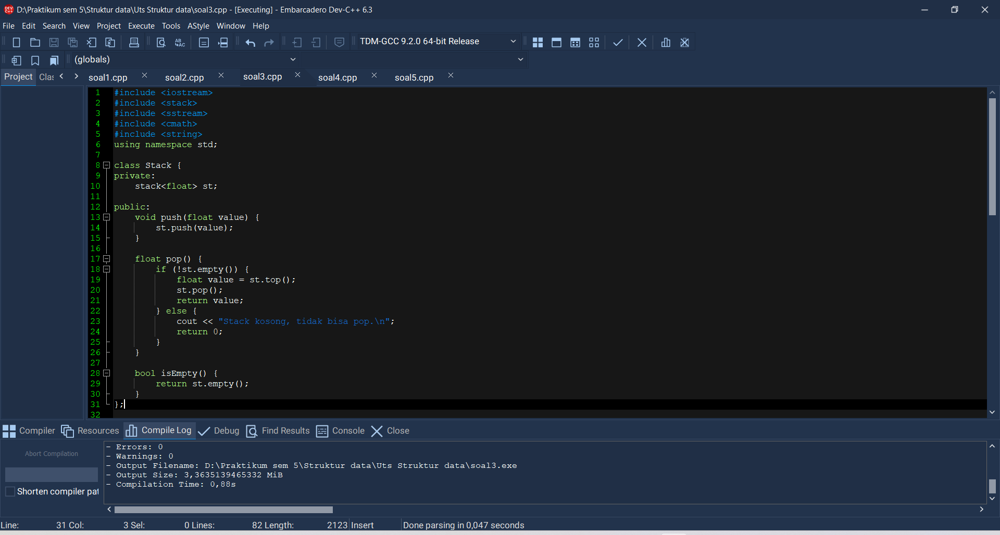 D:\Praktikum sem 5\Struktur data\Uts Struktur data\soal3.cpp - [Executing] - Embarcadero Dev-C++ 6.3
File Edit Search View Project Execute Tools AStyle Window Help
TDM-GCC 9.2.0 64-bit Release
(globals)
Project Clas soal1.cpp soal2.cpp soal3.cpp soal4.cpp soal5.cpp
1 #include <iostream>
2 #include <stack>
3 #include <sstream>
4 #include <cmath>
5 #include <string>
6 using namespace std;
7
8 class Stack {
9 private:
10     stack<float> st;
11
12 public:
13     void push(float value) {
14         st.push(value);
15     }
16
17     float pop() {
18         if (!st.empty()) {
19             float value = st.top();
20             st.pop();
21             return value;
22         } else {
23             cout << "Stack kosong, tidak bisa pop.\n";
24             return 0;
25         }
26     }
27
28     bool isEmpty() {
29         return st.empty();
30     }
31 };
32
Compiler Resources Compile Log Debug Find Results Console Close
Abort Compilation
Shorten compiler pat
- Errors: 0
- Warnings: 0
- Output Filename: D:\Praktikum sem 5\Struktur data\Uts Struktur data\soal3.exe
- Output Size: 3,3635139465332 MiB
- Compilation Time: 0,88s
Line: 31 Col: 3 Sel: 0 Lines: 82 Length: 2123 Insert Done parsing in 0,047 seconds